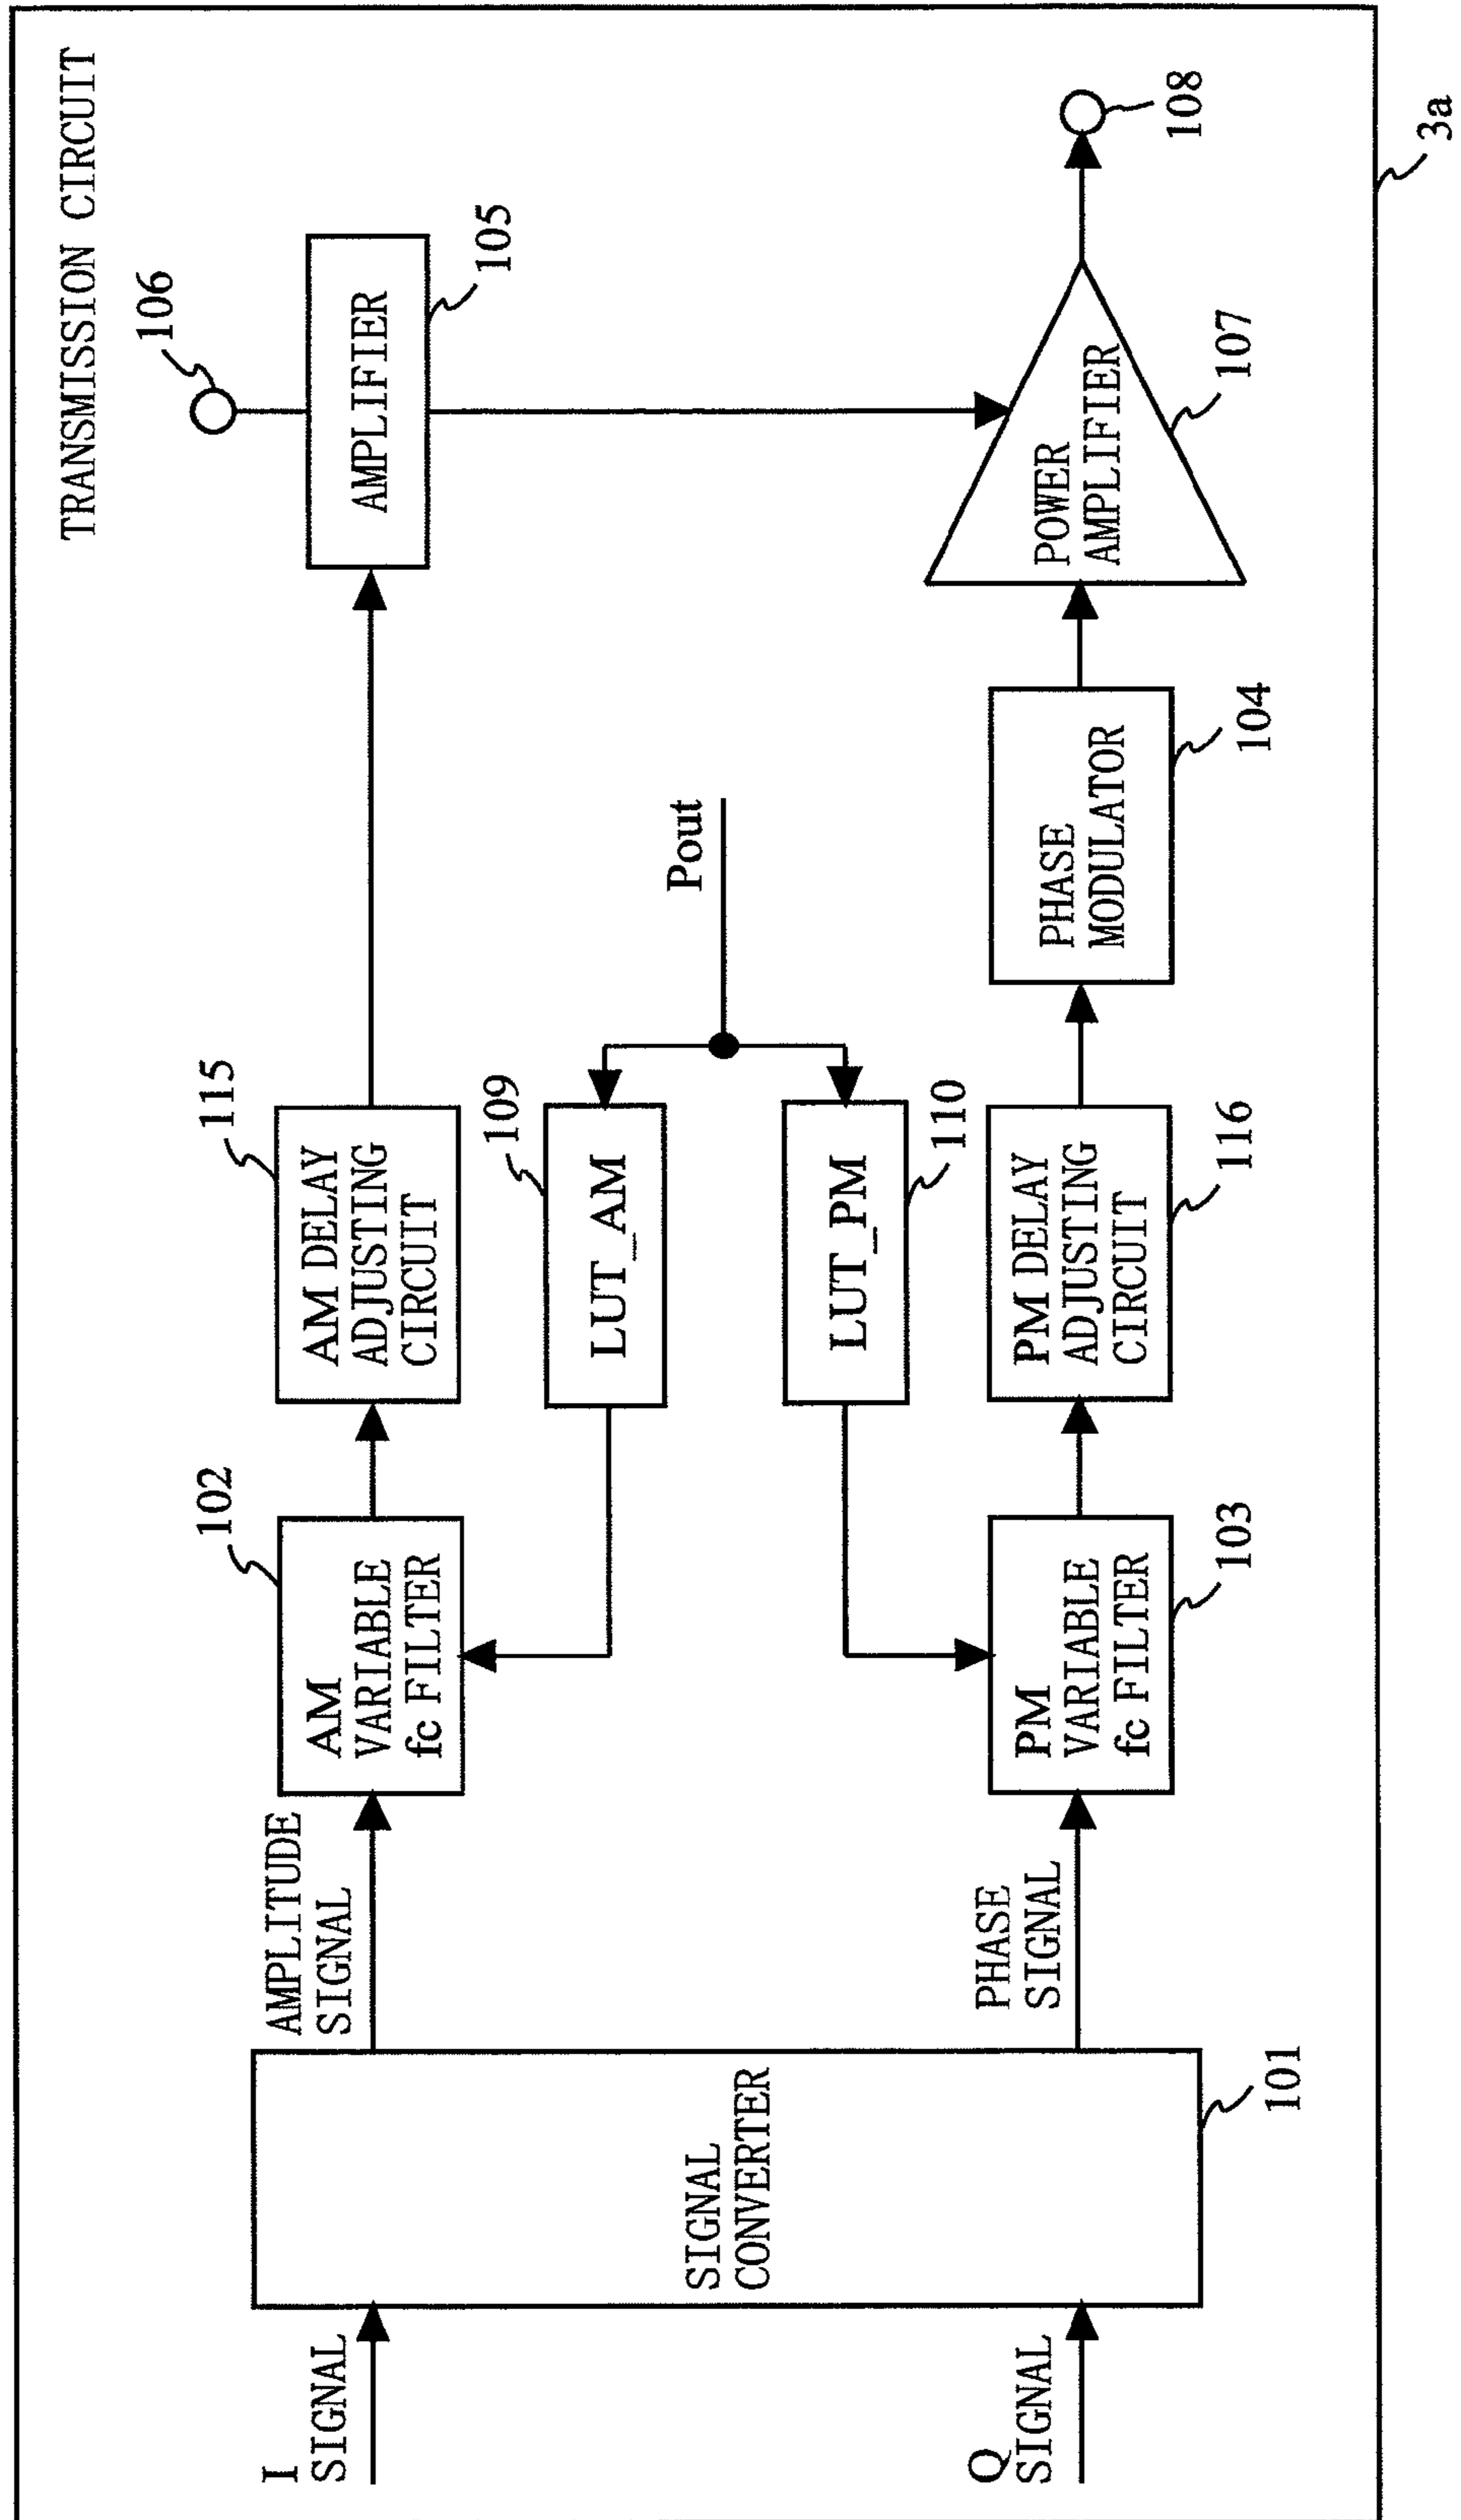 TRANSMISSION CIRCUIT
106
AMPLIFIER
105
115
AM DELAY
ADJUSTING
CIRCUIT
102
AM
VARIABLE
fc FILTER
AMPLITUDE
SIGNAL
I
SIGNAL
109
LUT_AM
Pout
LUT_PM
110
SIGNAL
CONVERTER
101
Q
SIGNAL
PHASE
SIGNAL
PM
VARIABLE
fc FILTER
103
PM DELAY
ADJUSTING
CIRCUIT
116
PHASE
MODULATOR
104
POWER
AMPLIFIER
107
108
3a